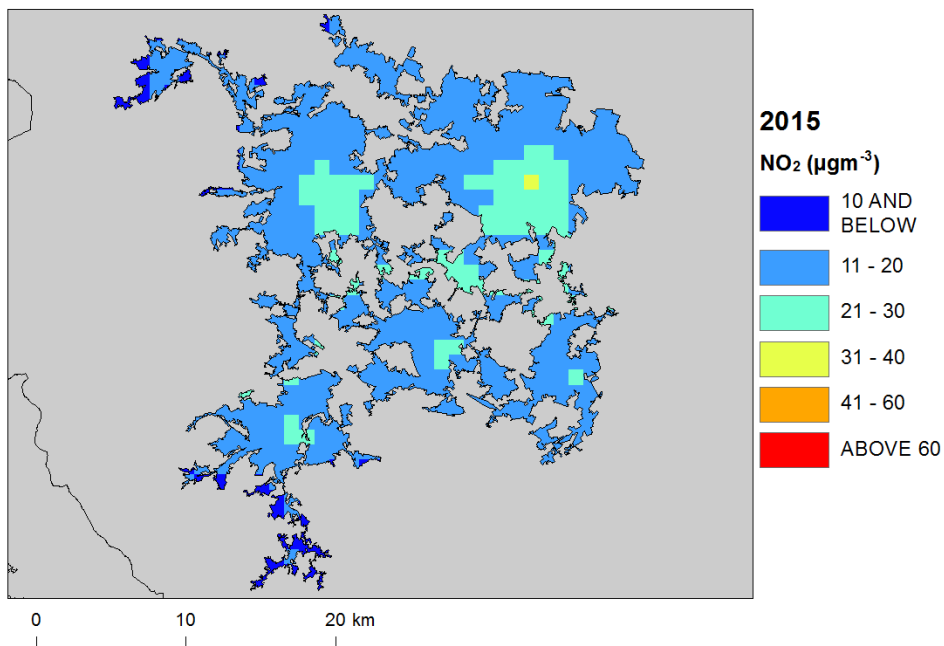 2015
NO₂ (µgm⁻³)
10 AND
BELOW
11 - 20
21 - 30
31 - 40
41 - 60
ABOVE 60
0 10 20 km